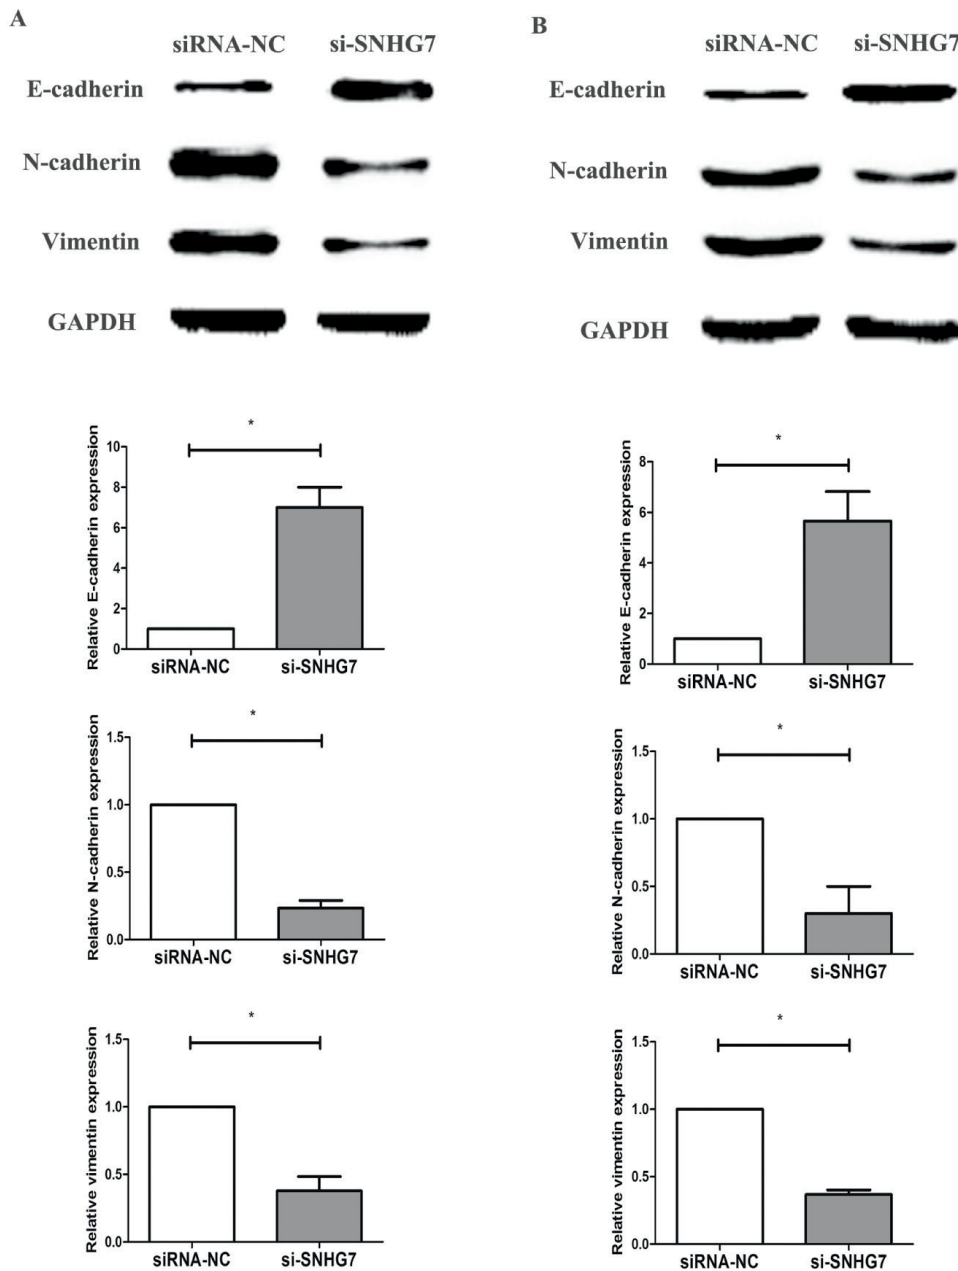 A
siRNA-NC si-SNHG7
E-cadherin
N-cadherin
Vimentin
GAPDH
*
Relative E-cadherin expression
10
8
6
4
2
0
siRNA-NC si-SNHG7
*
Relative N-cadherin expression
1.5
1.0
0.5
0.0
siRNA-NC si-SNHG7
*
Relative vimentin expression
1.5
1.0
0.5
0.0
siRNA-NC si-SNHG7
B
siRNA-NC si-SNHG7
E-cadherin
N-cadherin
Vimentin
GAPDH
*
Relative E-cadherin expression
8
6
4
2
0
siRNA-NC si-SNHG7
*
Relative N-cadherin expression
1.5
1.0
0.5
0.0
siRNA-NC si-SNHG7
*
Relative vimentin expression
1.5
1.0
0.5
0.0
siRNA-NC si-SNHG7